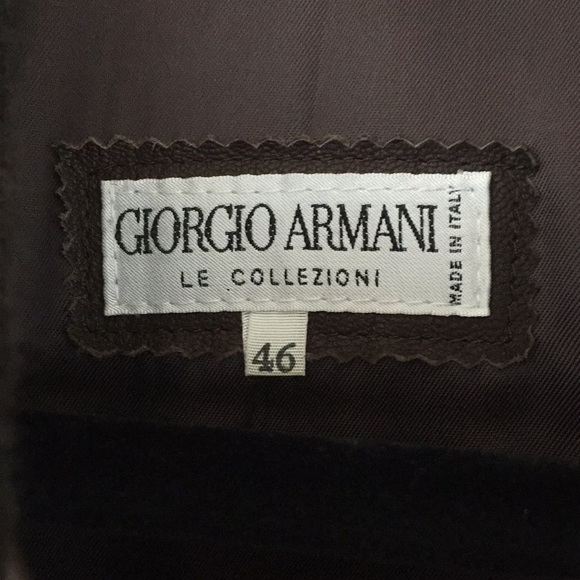 GIORGIO ARMANI
LE COLLEZIONI
MADE IN ITALY
46